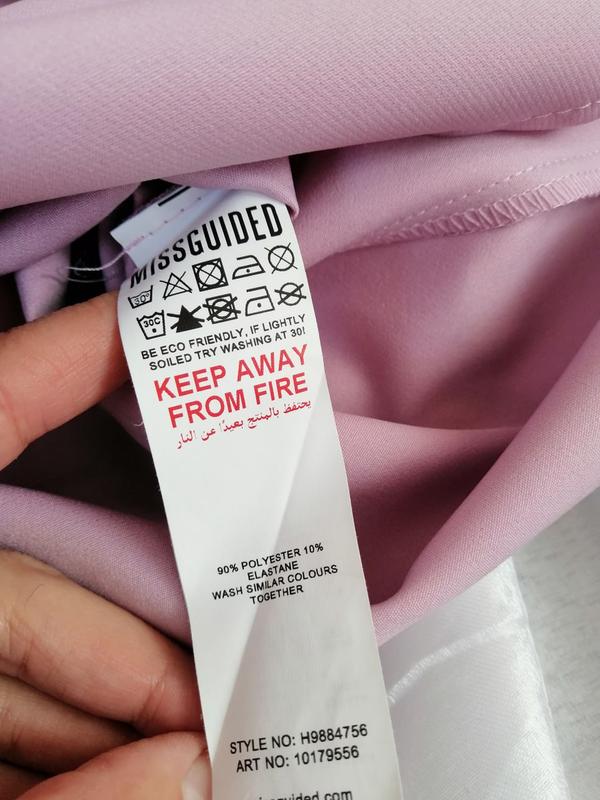 MISSGUIDED
30°
30C
BE ECO FRIENDLY, IF LIGHTLY
SOILED TRY WASHING AT 30!
KEEP AWAY
FROM FIRE
يحتفظ بالمنتج بعيدًا عن النار
90% POLYESTER 10%
ELASTANE
WASH SIMILAR COLOURS
TOGETHER
STYLE NO: H9884756
ART NO: 10179556